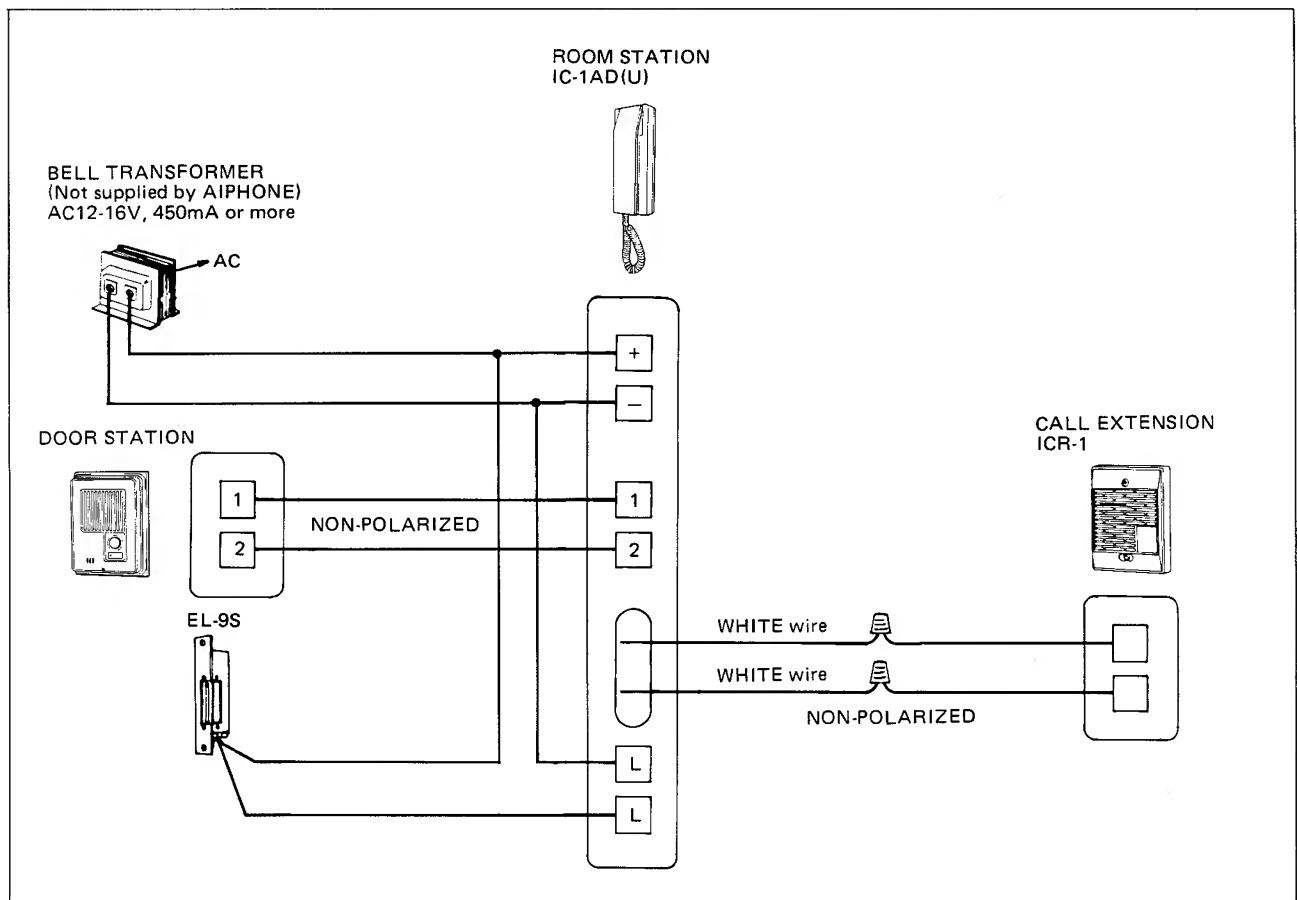 ROOM STATION
IC-1AD(U)
BELL TRANSFORMER
(Not supplied by AIPHONE)
AC12-16V, 450mA or more
AC
+
−
DOOR STATION
CALL EXTENSION
ICR-1
1
NON-POLARIZED
1
2
2
EL-9S
WHITE wire
WHITE wire
NON-POLARIZED
L
L